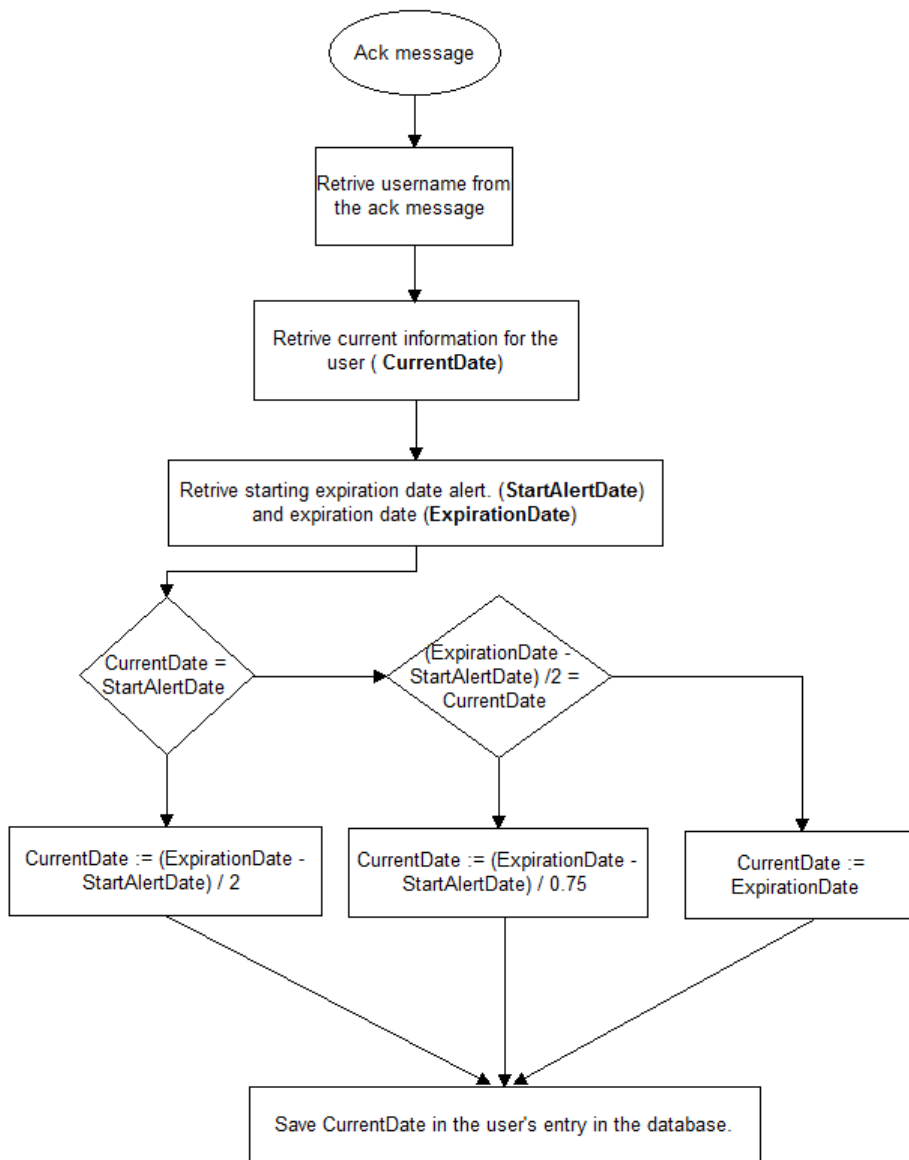 Ack message
Retrive username from
the ack message
Retrive current information for the
user ( CurrentDate)
Retrive starting expiration date alert. (StartAlertDate)
and expiration date (ExpirationDate)
CurrentDate =
StartAlertDate
(ExpirationDate -
StartAlertDate) /2 =
CurrentDate
CurrentDate := (ExpirationDate -
StartAlertDate) / 2
CurrentDate := (ExpirationDate -
StartAlertDate) / 0.75
CurrentDate :=
ExpirationDate
Save CurrentDate in the user's entry in the database.